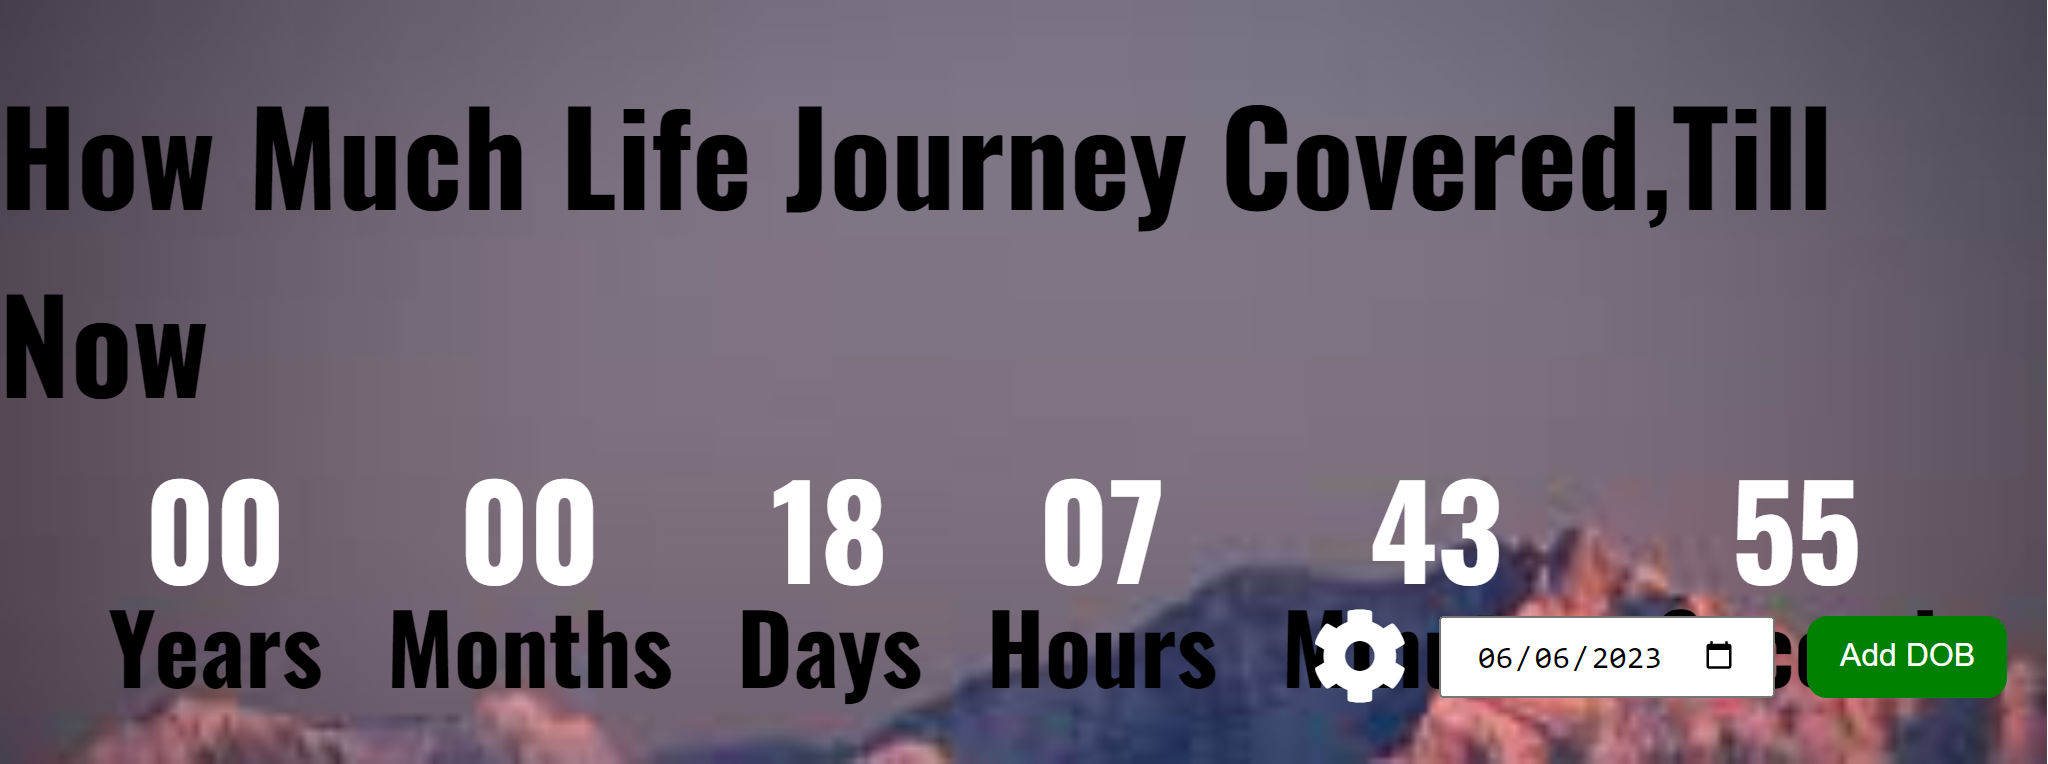 How Much Life Journey Covered,Till
Now
00 00 18 07 43 55
Years Months Days Hours
06/06/2023 Add DOB